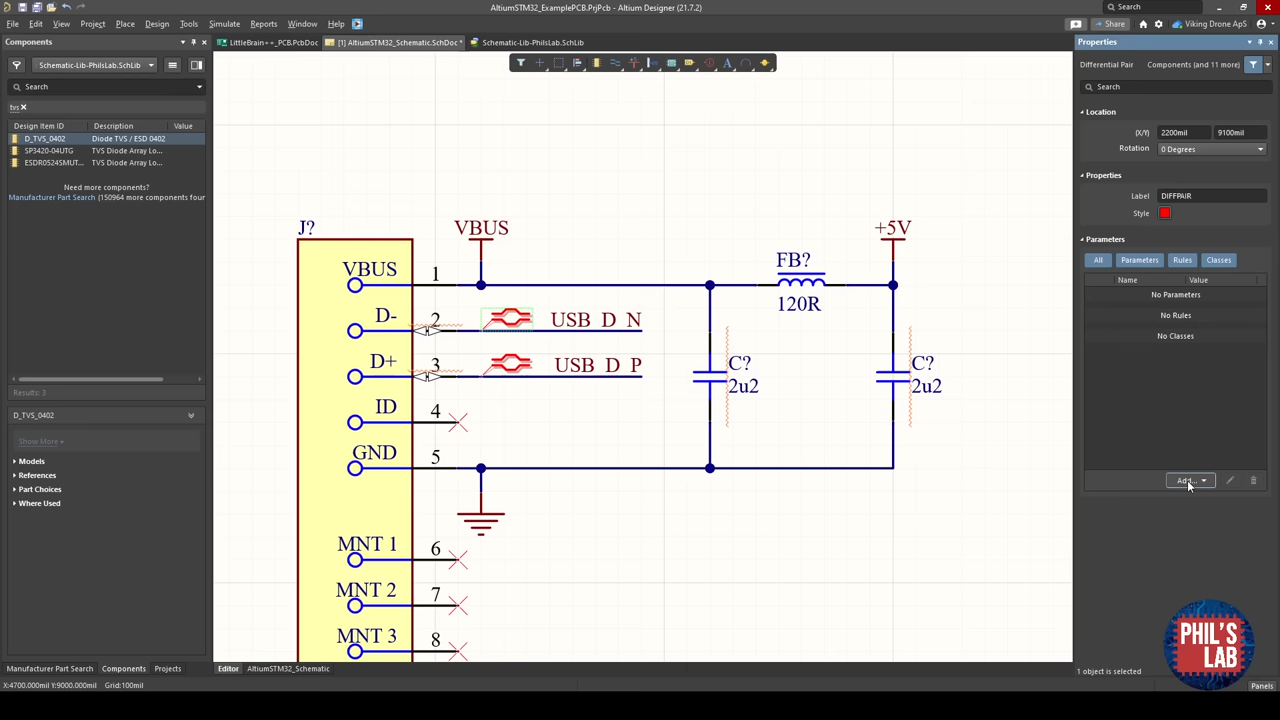 AltiumSTM32_ExamplePCB.PrjPcb - Altium Designer (21.7.2)
Search
File Edit View Project Place Design Tools Simulate Reports Window Help
Share
Viking Drone ApS
Components
LittleBrain++_PCB.PcbDoc
[1] AltiumSTM32_Schematic.SchDoc *
Schematic-Lib-PhilsLab.SchLib
Properties
Schematic-Lib-PhilsLab.SchLib
Differential Pair
Components (and 11 more)
Search
Search
tvs
Design Item ID Description Value
D_TVS_0402 Diode TVS / ESD 0402
SP3420-04UTG TVS Diode Array Lo...
ESDR0524SMUT... TVS Diode Array Lo...
Need more components?
Manufacturer Part Search (150964 more components foun
Results: 3
D_TVS_0402
Show More
Models
References
Part Choices
Where Used
Manufacturer Part Search Components Projects
X:4700.000mil Y:9000.000mil Grid:100mil
J?
VBUS
+5V
VBUS 1
FB?
120R
D- 2
USB_D_N
D+ 3
USB_D_P
C?
2u2
C?
2u2
ID 4
GND 5
MNT 1 6
MNT 2 7
MNT 3 8
Editor AltiumSTM32_Schematic
Location
(X/Y) 2200mil 9100mil
Rotation 0 Degrees
Properties
Label DIFFPAIR
Style
Parameters
All Parameters Rules Classes
Name Value
No Parameters
No Rules
No Classes
Add...
1 object is selected
Panels
PHIL'S
LAB